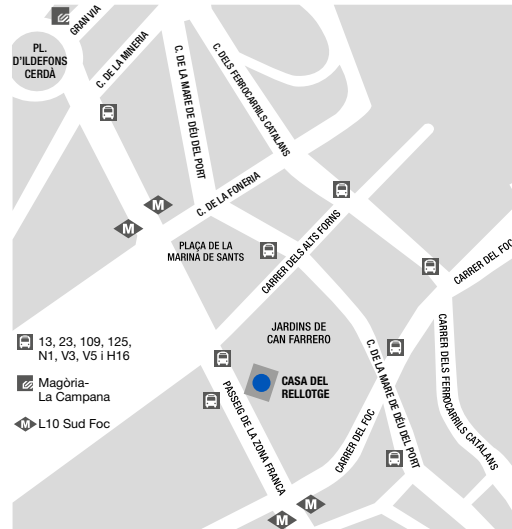 GRAN VIA
PL.
D'ILDEFONS
CERDÀ
C. DE LA MINERIA
C. DE LA MARE DE DÉU DEL PORT
C. DELS FERROCARRILS CATALANS
C. DE LA FONERIA
M
M
PLAÇA DE LA
MARINA DE SANTS
CARRER DELS ALTS FORNS
CARRER DEL FOC
JARDINS DE
CAN FARRERO
13, 23, 109, 125,
N1, V3, V5 i H16
Magòria-
La Campana
M L10 Sud Foc
CASA DEL
RELLOTGE
PASSEIG DE LA ZONA FRANCA
CARRER DEL FOC
C. DE LA MARE DE DÉU DEL PORT
CARRER DELS FERROCARRILS CATALANS
M
M